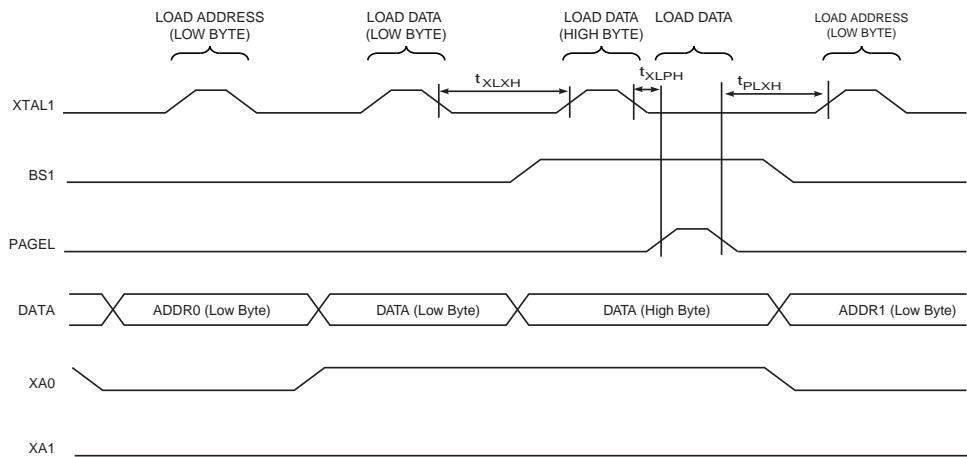 LOAD ADDRESS
(LOW BYTE)
LOAD DATA
(LOW BYTE)
LOAD DATA
(HIGH BYTE)
LOAD DATA
LOAD ADDRESS
(LOW BYTE)
tXLXH
tXLPH
tPLXH
XTAL1
BS1
PAGEL
DATA
ADDR0 (Low Byte)
DATA (Low Byte)
DATA (High Byte)
ADDR1 (Low Byte)
XA0
XA1